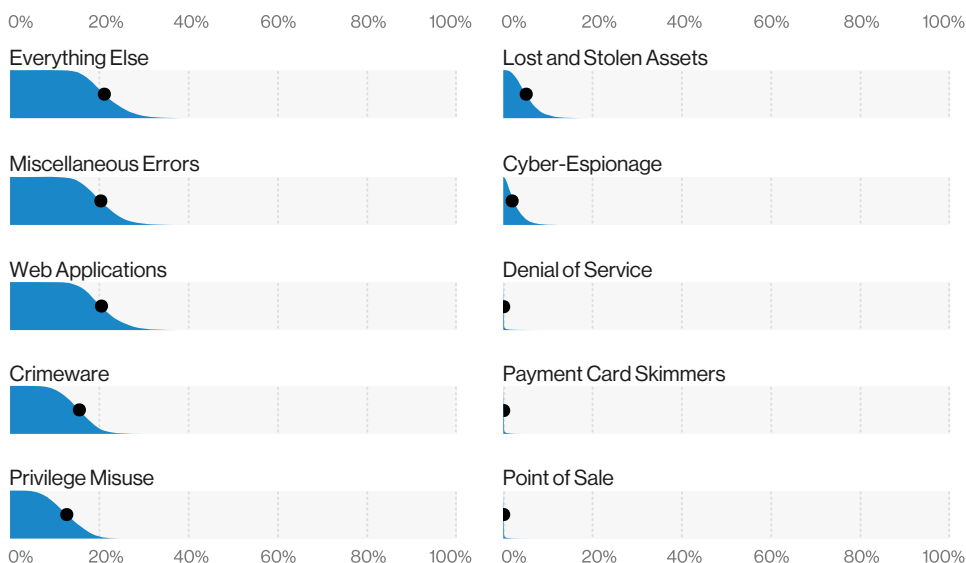 0% 20% 40% 60% 80% 100%
Everything Else
Miscellaneous Errors
Web Applications
Crimeware
Privilege Misuse
0% 20% 40% 60% 80% 100%
0% 20% 40% 60% 80% 100%
Lost and Stolen Assets
Cyber-Espionage
Denial of Service
Payment Card Skimmers
Point of Sale
0% 20% 40% 60% 80% 100%